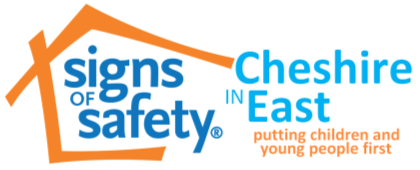 signs
OF
safety®
Cheshire
IN East
putting children and
young people first